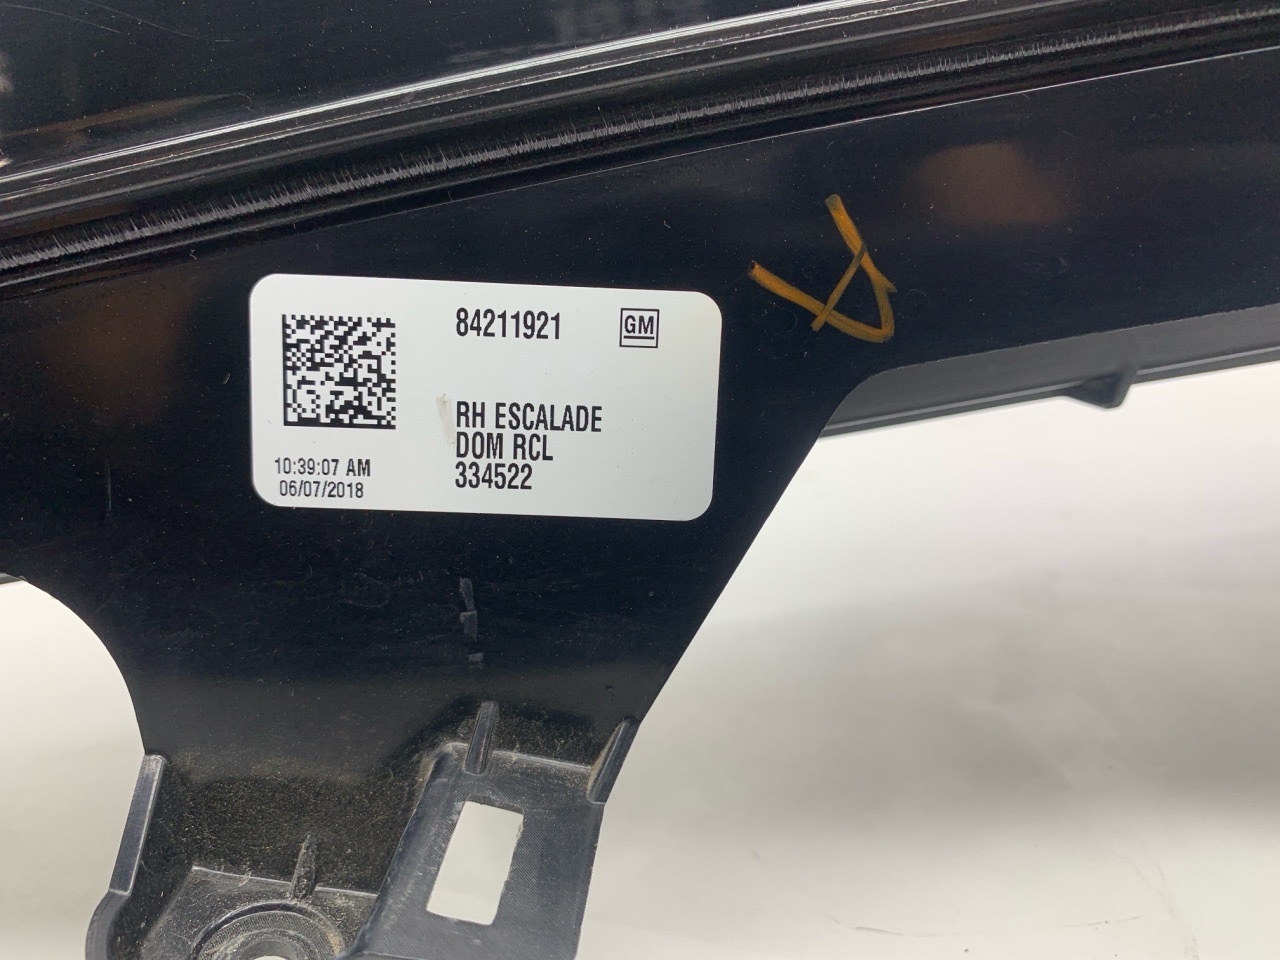 84211921 GM
RH ESCALADE
DOM RCL
334522
10:39:07 AM
06/07/2018